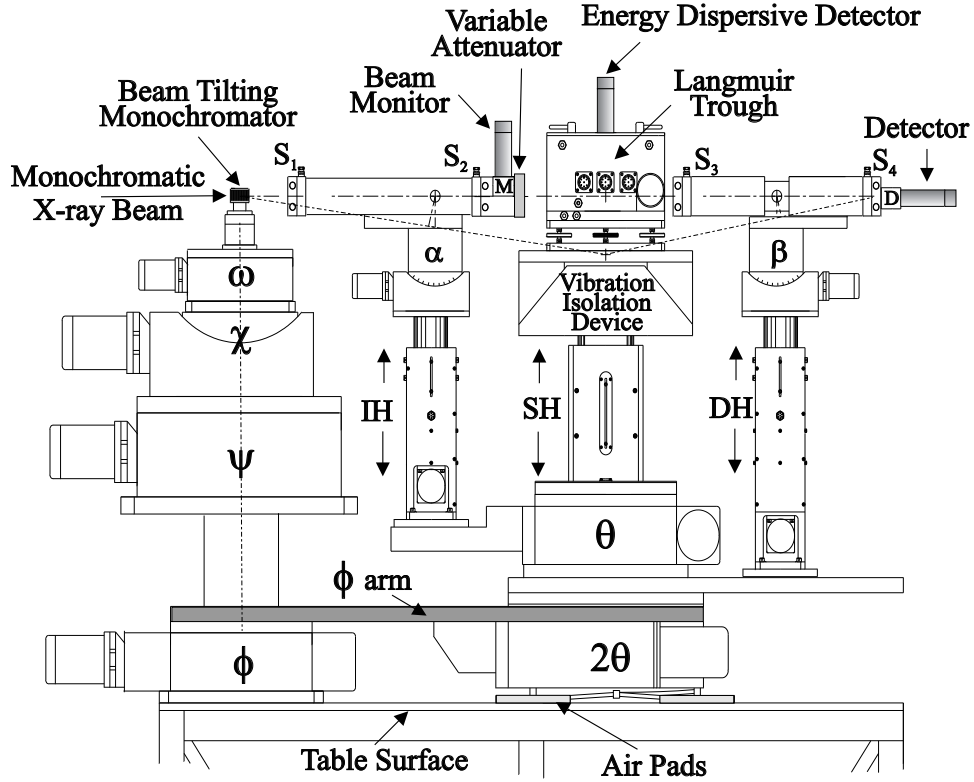 Energy Dispersive Detector
Variable
Attenuator
Beam
Monitor
Langmuir
Trough
Beam Tilting
Monochromator
Detector
S1
S2
S3
S4
Monochromatic
X-ray Beam
M
D
α
β
ω
Vibration
Isolation
Device
χ
IH
SH
DH
ψ
θ
ϕ arm
ϕ
2θ
Table Surface
Air Pads